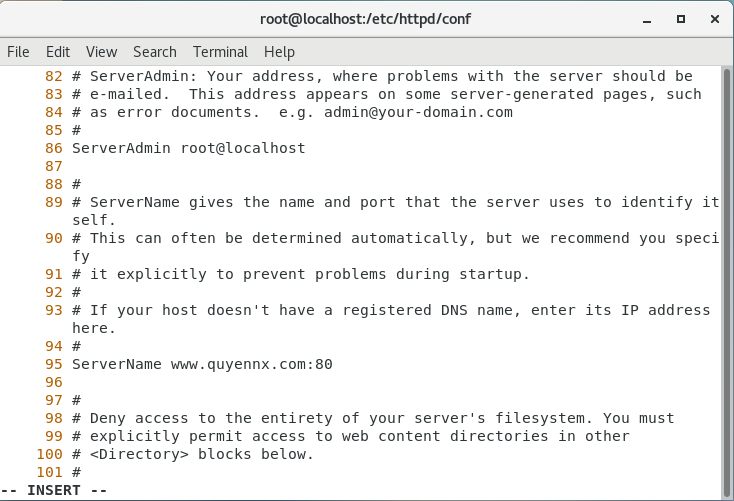 root@localhost:/etc/httpd/conf
File Edit View Search Terminal Help
82 # ServerAdmin: Your address, where problems with the server should be
83 # e-mailed.  This address appears on some server-generated pages, such
84 # as error documents.  e.g. admin@your-domain.com
85 #
86 ServerAdmin root@localhost
87
88 #
89 # ServerName gives the name and port that the server uses to identify it
self.
90 # This can often be determined automatically, but we recommend you speci
fy
91 # it explicitly to prevent problems during startup.
92 #
93 # If your host doesn't have a registered DNS name, enter its IP address
here.
94 #
95 ServerName www.quyennx.com:80
96
97 #
98 # Deny access to the entirety of your server's filesystem. You must
99 # explicitly permit access to web content directories in other
100 # <Directory> blocks below.
101 #
-- INSERT --